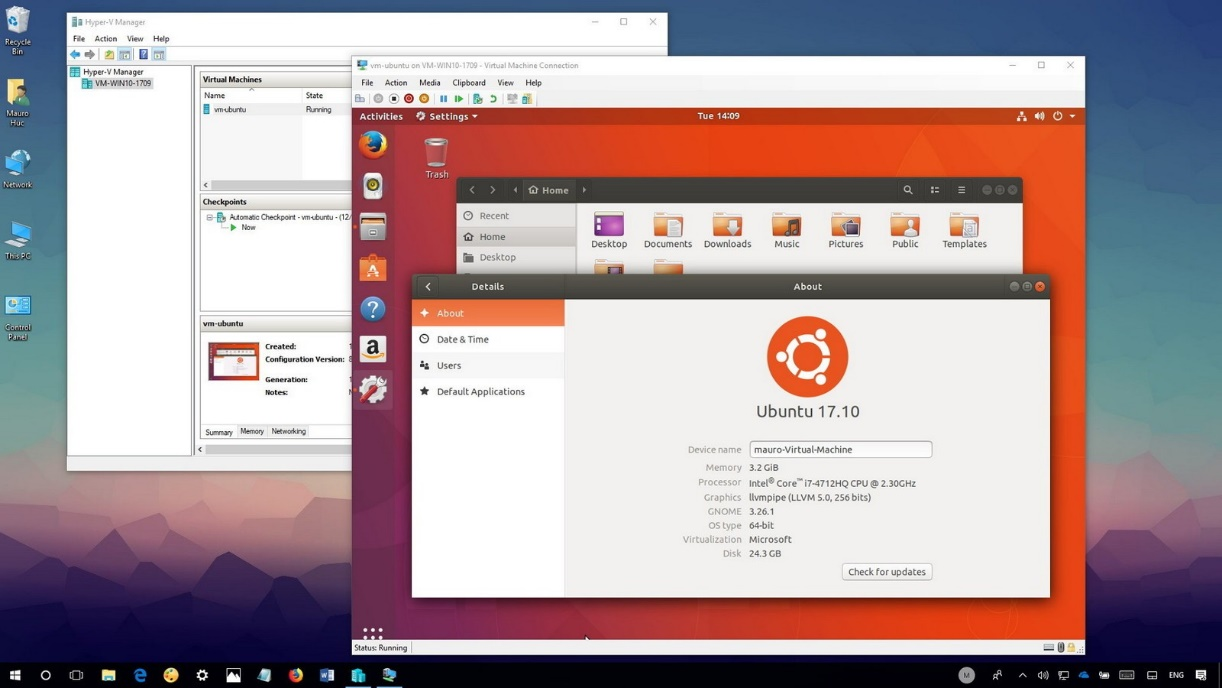 Recycle
Bin
Mauro
Huc
Network
This PC
Control
Panel
Hyper-V Manager
File Action View Help
Hyper-V Manager
VM-WIN10-1709
Virtual Machines
Name State
vm-ubuntu Running
Checkpoints
Automatic Checkpoint - vm-ubuntu - (12/
Now
vm-ubuntu
Created:
Configuration Version:
Generation:
Notes:
Summary Memory Networking
vm-ubuntu on VM-WIN10-1709 - Virtual Machine Connection
File Action Media Clipboard View Help
Activities Settings Tue 14:09
Trash
Home
Recent
Home
Desktop
Desktop Documents Downloads Music Pictures Public Templates
Details About
About
Date & Time
Users
Default Applications
Ubuntu 17.10
Device name mauro-Virtual-Machine
Memory 3.2 GiB
Processor Intel® Core™ i7-4712HQ CPU @ 2.30GHz
Graphics llvmpipe (LLVM 5.0, 256 bits)
GNOME 3.26.1
OS type 64-bit
Virtualization Microsoft
Disk 24.3 GB
Check for updates
Status: Running
M ENG